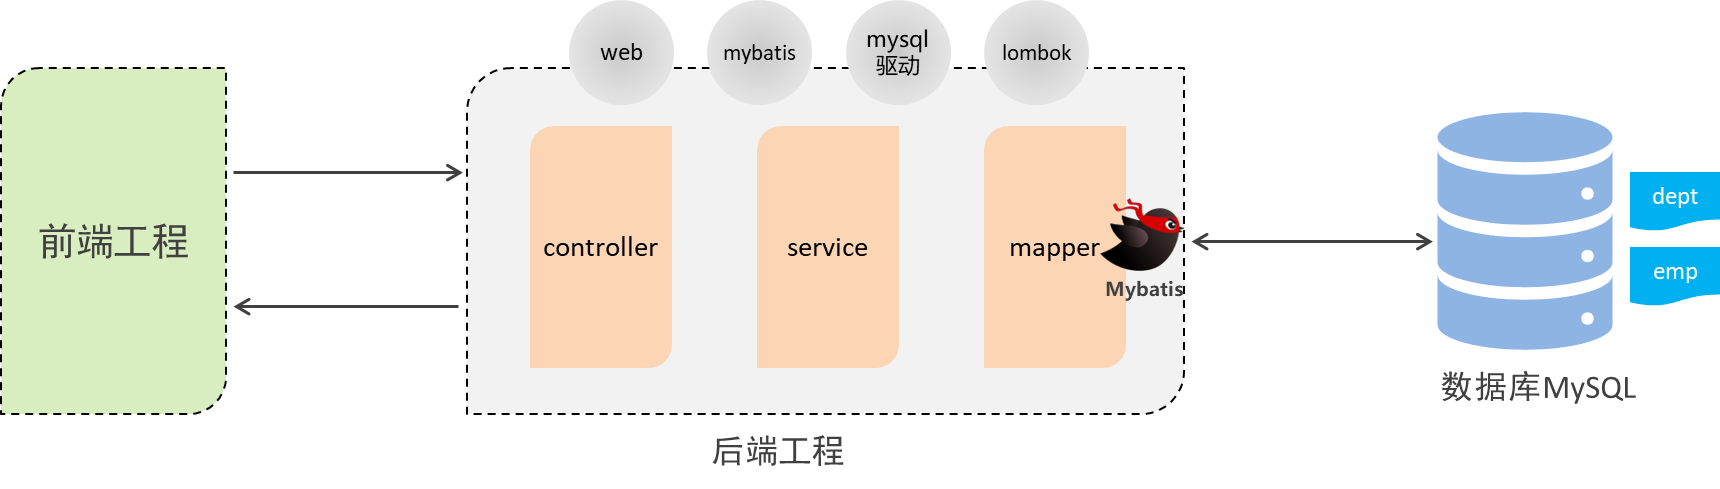 web
mybatis
mysql
驱动
lombok
前端工程
controller
service
mapper
Mybatis
后端工程
dept
emp
数据库MySQL